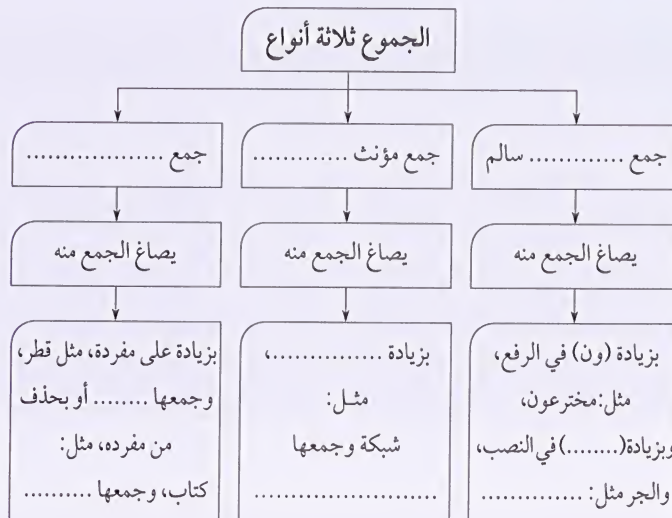 الجموع ثلاثة أنواع
جمع ............. سالم
جمع مؤنث .............
جمع ...................
يصاغ الجمع منه
يصاغ الجمع منه
يصاغ الجمع منه
بزيادة (ون) في الرفع،
مثل:مخترعون،
وبزيادة(........) في النصب،
والجر مثل: ..............
بزيادة ...............،
مثـل:
شبكة وجمعها
..........................
بزيادة على مفردة، مثل قطر،
وجمعها ........ أو بحذف
من مفرده، مثل:
كتاب، وجمعها ..........